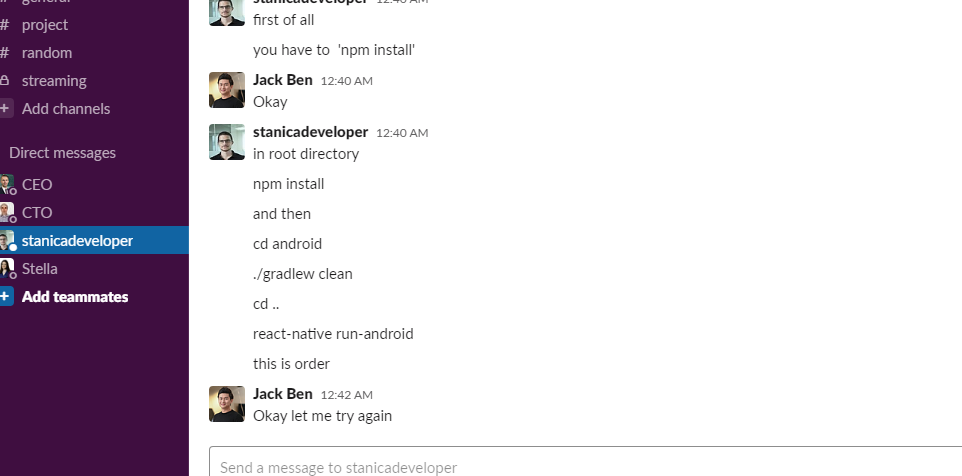 general
# project
# random
streaming
+ Add channels
Direct messages
CEO
CTO
stanicadeveloper
Stella
+ Add teammates
stanicadeveloper 12:40 AM
first of all
you have to 'npm install'
Jack Ben 12:40 AM
Okay
stanicadeveloper 12:40 AM
in root directory
npm install
and then
cd android
./gradlew clean
cd ..
react-native run-android
this is order
Jack Ben 12:42 AM
Okay let me try again
Send a message to stanicadeveloper